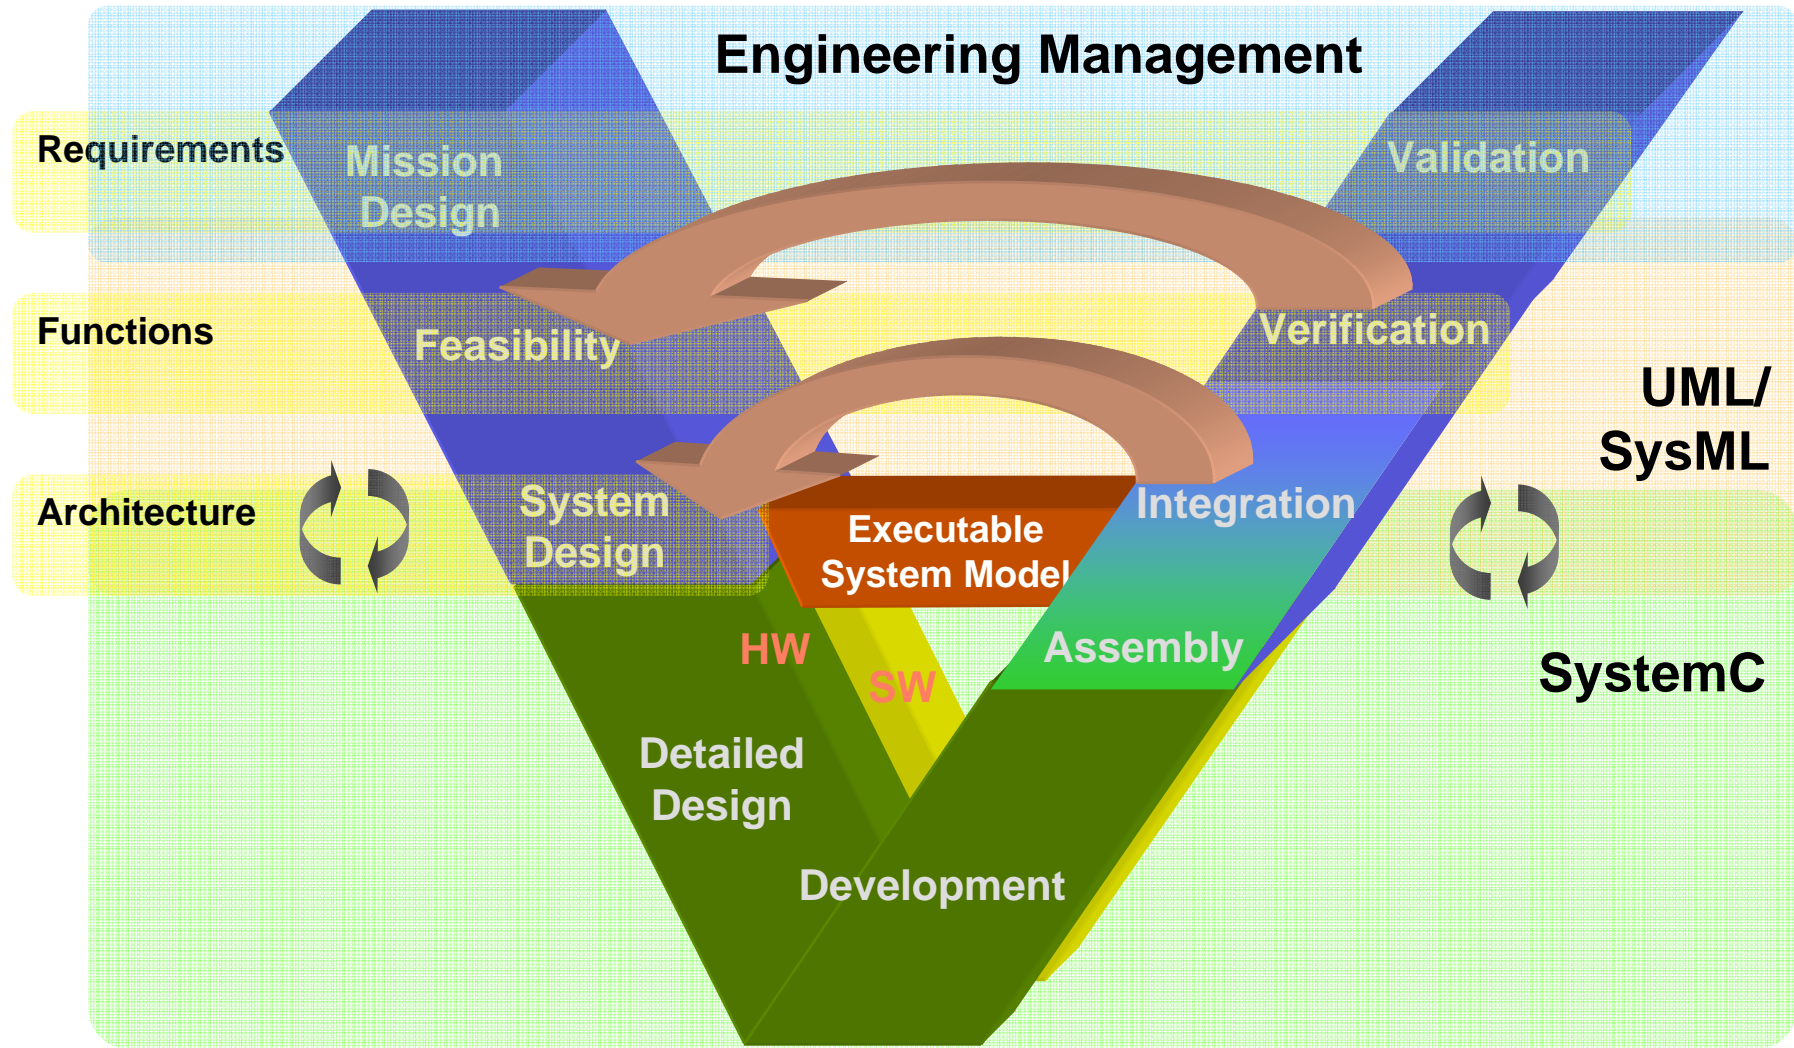 Engineering Management
Requirements
Mission
Design
Validation
Functions
Feasibility
Verification
UML/
SysML
Architecture
System
Design
Executable
System Model
Integration
HW
SW
Assembly
SystemC
Detailed
Design
Development